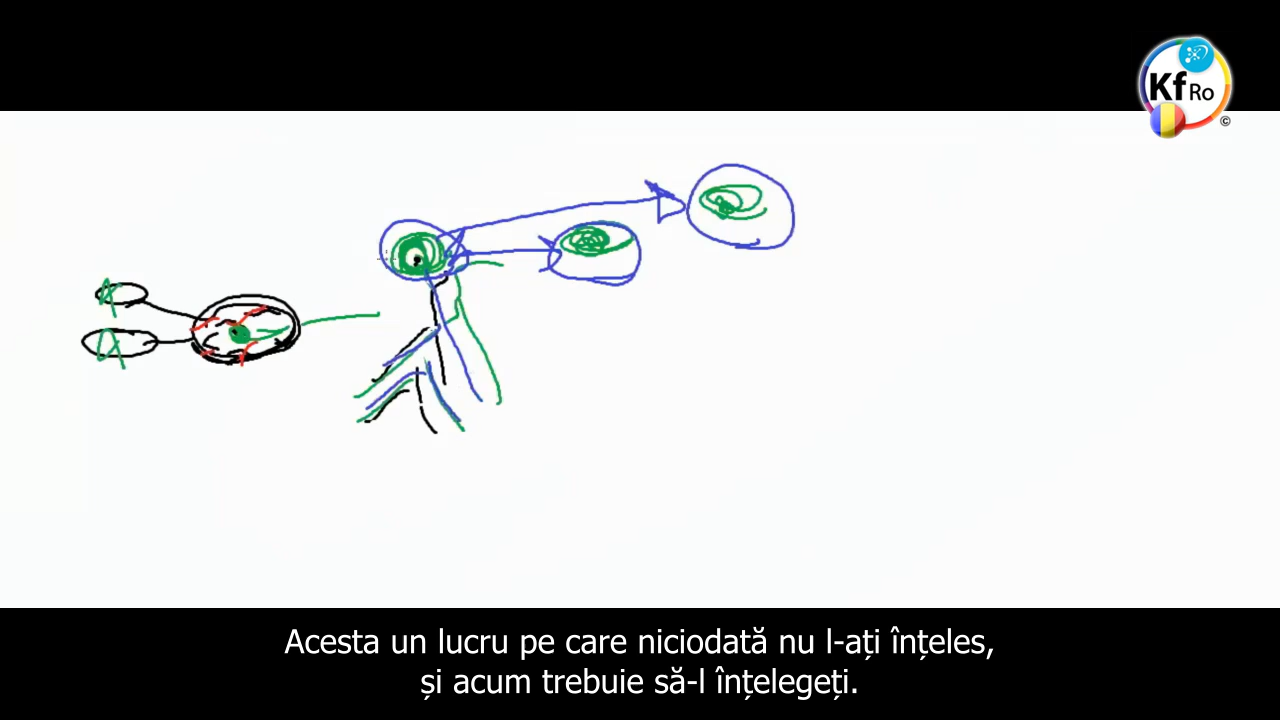 Kf Ro
©
A
A
Acesta un lucru pe care niciodată nu l-ați înțeles,
și acum trebuie să-l înțelegeți.